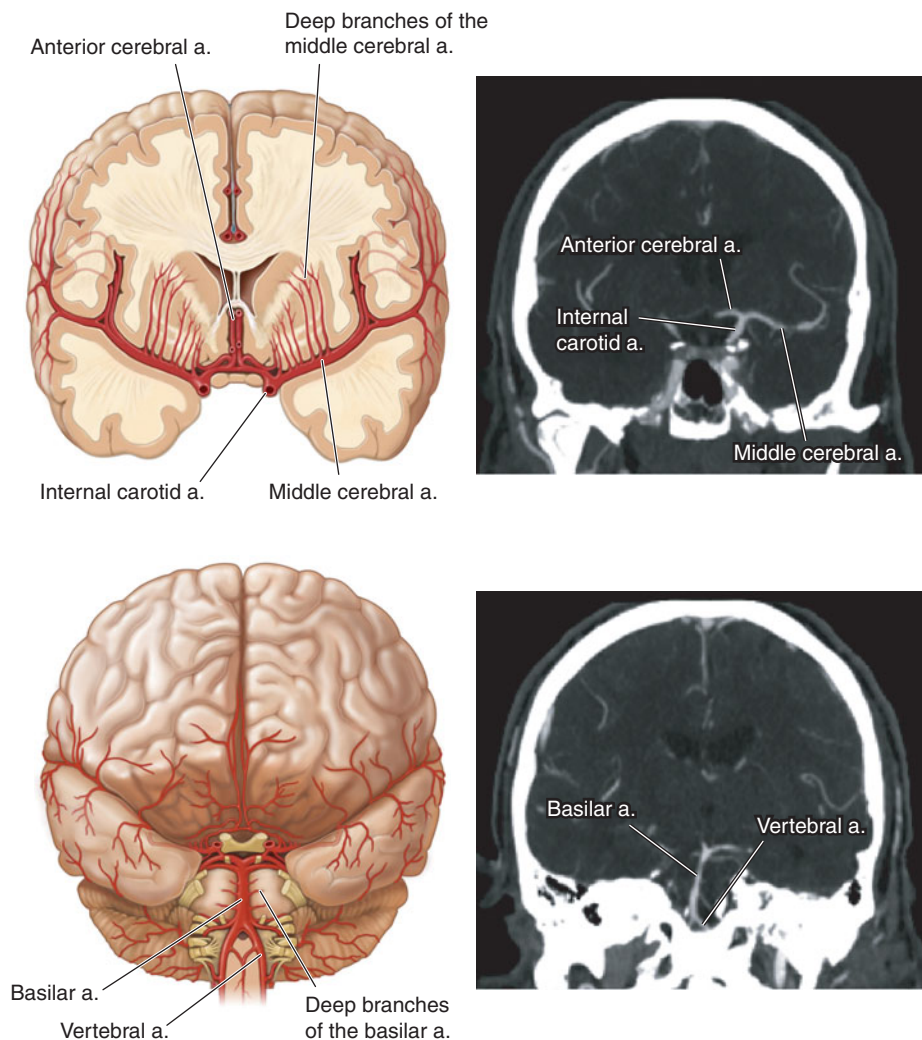 Deep branches of the
middle cerebral a.
Anterior cerebral a.
Internal carotid a.
Middle cerebral a.
Anterior cerebral a.
Internal
carotid a.
Middle cerebral a.
Basilar a.
Vertebral a.
Deep branches
of the basilar a.
Basilar a.
Vertebral a.